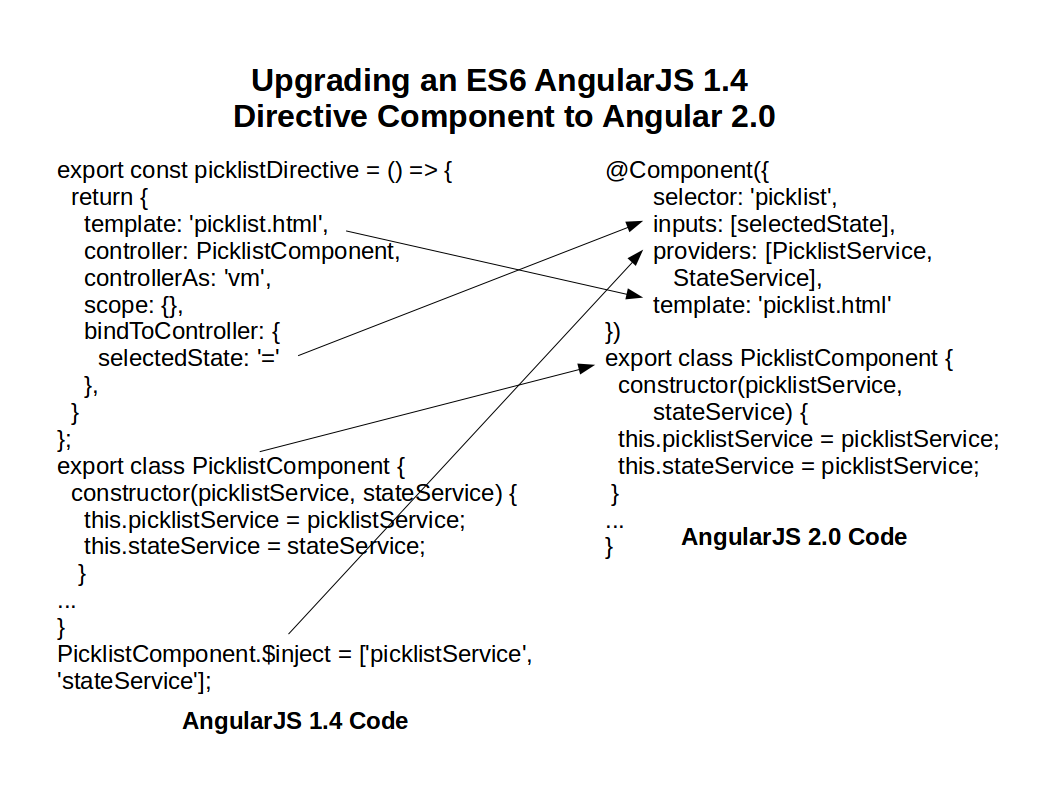 Upgrading an ES6 AngularJS 1.4
Directive Component to Angular 2.0
export const picklistDirective = () => {
return {
template: 'picklist.html',
controller: PicklistComponent,
controllerAs: 'vm',
scope: {},
bindToController: {
selectedState: '='
},
}
};
export class PicklistComponent {
constructor(picklistService, stateService) {
this.picklistService = picklistService;
this.stateService = stateService;
}
...
}
PicklistComponent.$inject = ['picklistService',
'stateService'];
AngularJS 1.4 Code
@Component({
selector: 'picklist',
inputs: [selectedState],
providers: [PicklistService,
StateService],
template: 'picklist.html'
})
export class PicklistComponent {
constructor(picklistService,
stateService) {
this.picklistService = picklistService;
this.stateService = picklistService;
}
...
}
AngularJS 2.0 Code